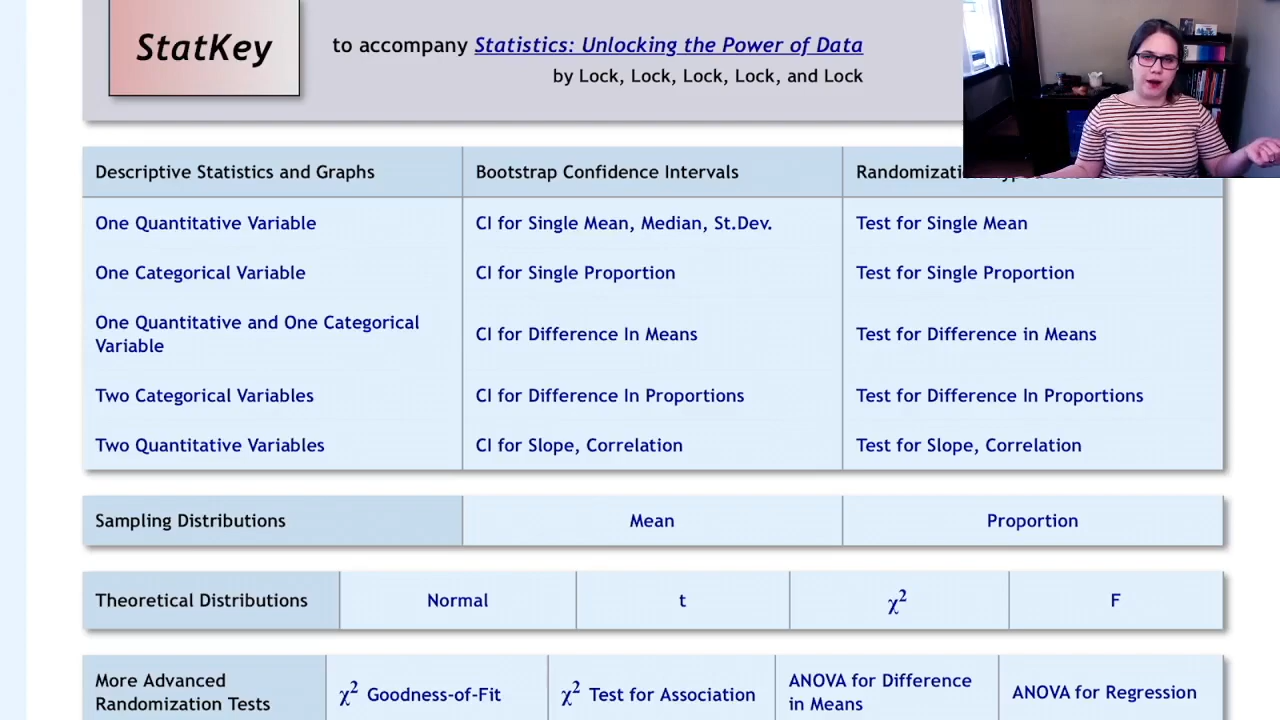 StatKey
to accompany Statistics: Unlocking the Power of Data
by Lock, Lock, Lock, Lock, and Lock
Descriptive Statistics and Graphs
Bootstrap Confidence Intervals
One Quantitative Variable
CI for Single Mean, Median, St.Dev.
Test for Single Mean
One Categorical Variable
CI for Single Proportion
Test for Single Proportion
One Quantitative and One Categorical
Variable
CI for Difference In Means
Test for Difference in Means
Two Categorical Variables
CI for Difference In Proportions
Test for Difference In Proportions
Two Quantitative Variables
CI for Slope, Correlation
Test for Slope, Correlation
Sampling Distributions
Mean
Proportion
Theoretical Distributions
Normal
t
χ²
F
More Advanced
Randomization Tests
χ² Goodness-of-Fit
χ² Test for Association
ANOVA for Difference
in Means
ANOVA for Regression